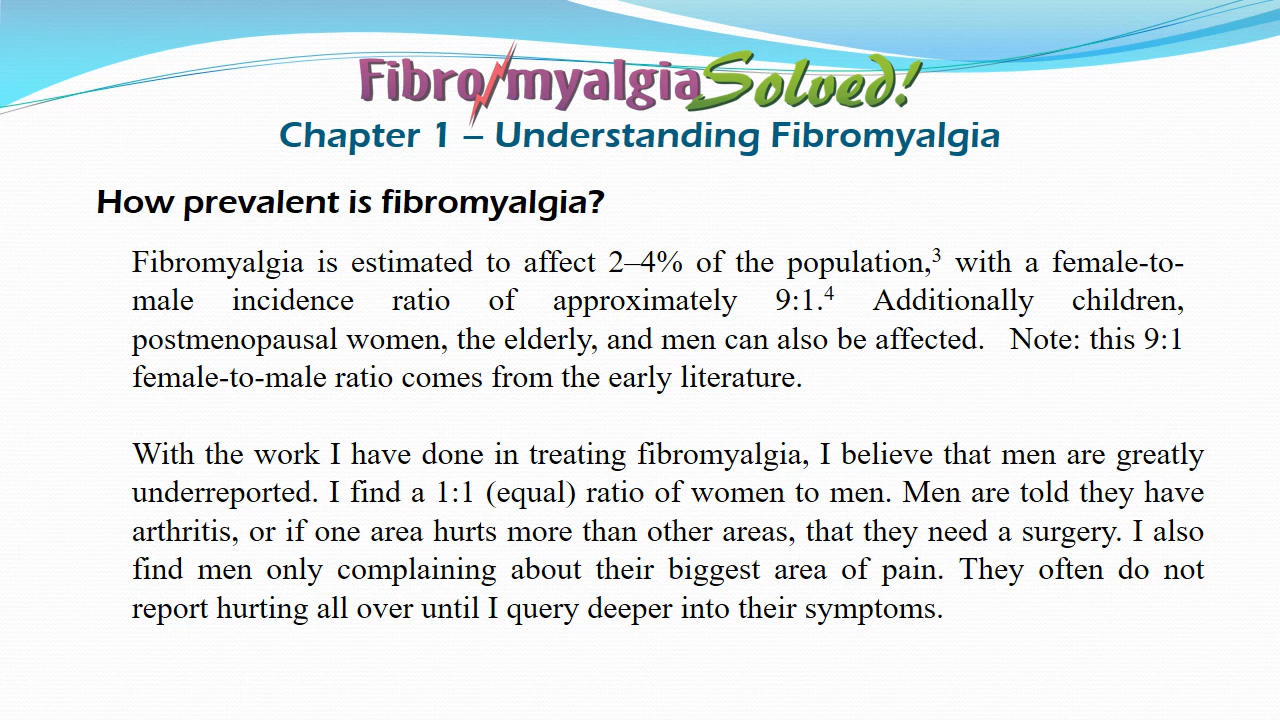 Fibromyalgia Solved!
Chapter 1 – Understanding Fibromyalgia
How prevalent is fibromyalgia?
Fibromyalgia is estimated to affect 2–4% of the population,³ with a female-to-
male incidence ratio of approximately 9:1.⁴ Additionally children,
postmenopausal women, the elderly, and men can also be affected. Note: this 9:1
female-to-male ratio comes from the early literature.
With the work I have done in treating fibromyalgia, I believe that men are greatly
underreported. I find a 1:1 (equal) ratio of women to men. Men are told they have
arthritis, or if one area hurts more than other areas, that they need a surgery. I also
find men only complaining about their biggest area of pain. They often do not
report hurting all over until I query deeper into their symptoms.